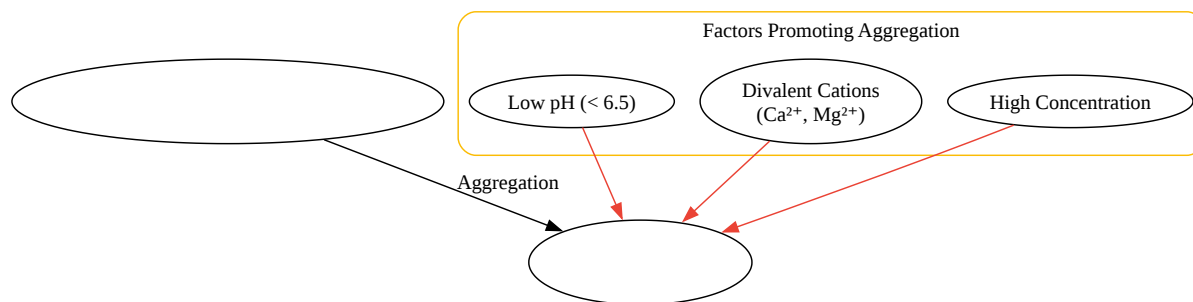 Factors Promoting Aggregation
Low pH (< 6.5)
Divalent Cations
(Ca²⁺, Mg²⁺)
High Concentration
Aggregation